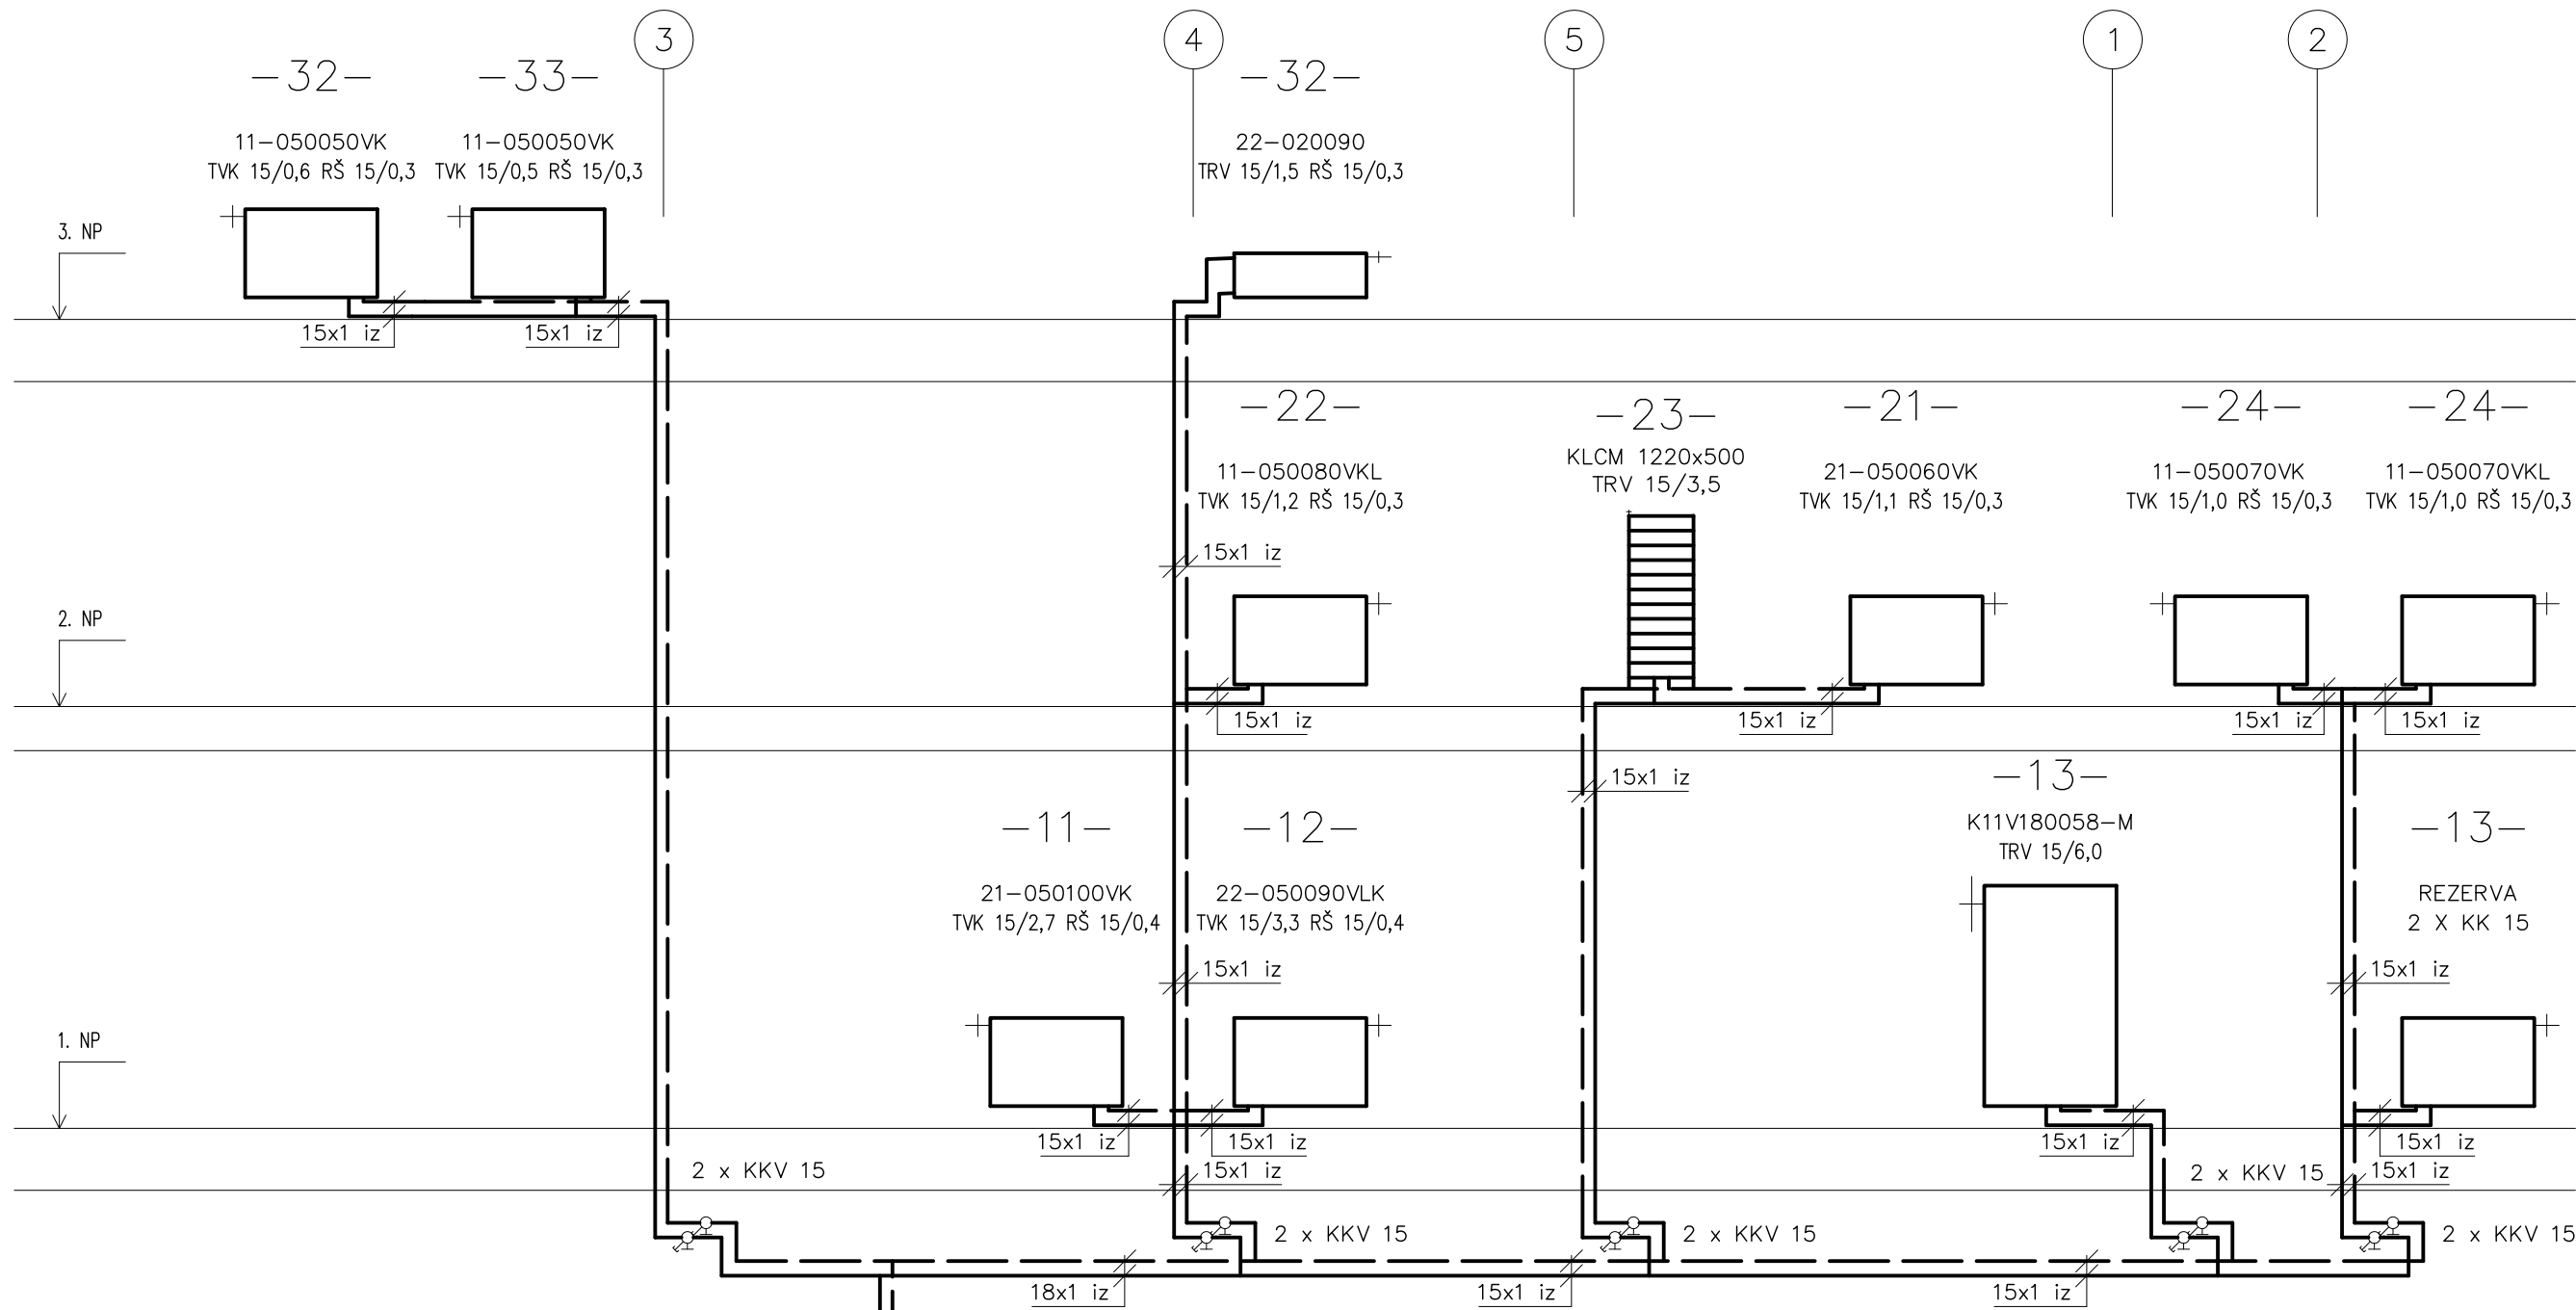 3
4
5
1
2
-32-
-33-
-32-
11-050050VK
TVK 15/0,6 RŠ 15/0,3
11-050050VK
TVK 15/0,5 RŠ 15/0,3
22-020090
TRV 15/1,5 RŠ 15/0,3
3. NP
15x1 iz
15x1 iz
-22-
-23-
-21-
-24-
-24-
11-050080VKL
TVK 15/1,2 RŠ 15/0,3
KLCM 1220x500
TRV 15/3,5
21-050060VK
TVK 15/1,1 RŠ 15/0,3
11-050070VK
TVK 15/1,0 RŠ 15/0,3
11-050070VKL
TVK 15/1,0 RŠ 15/0,3
15x1 iz
2. NP
15x1 iz
15x1 iz
15x1 iz
15x1 iz
15x1 iz
-13-
K11V180058-M
TRV 15/6,0
-11-
-12-
-13-
21-050100VK
TVK 15/2,7 RŠ 15/0,4
22-050090VLK
TVK 15/3,3 RŠ 15/0,4
REZERVA
2 X KK 15
15x1 iz
15x1 iz
1. NP
15x1 iz
15x1 iz
15x1 iz
15x1 iz
2 x KKV 15
15x1 iz
2 x KKV 15
15x1 iz
2 x KKV 15
2 x KKV 15
2 x KKV 15
18x1 iz
15x1 iz
15x1 iz